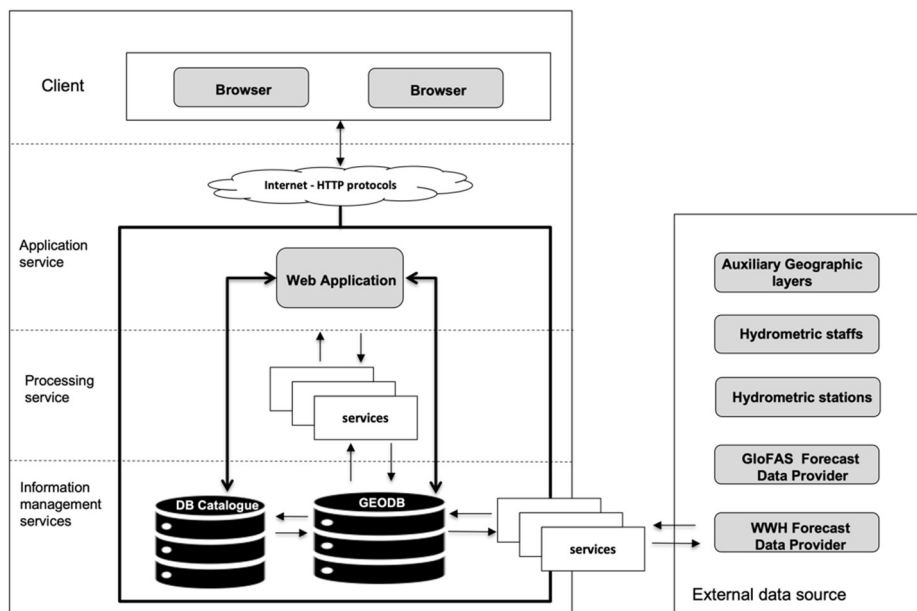 Client
Browser
Browser
Internet - HTTP protocols
Application
service
Web Application
Processing
service
services
Information
management
services
DB Catalogue
GEODB
services
Auxiliary Geographic
layers
Hydrometric staffs
Hydrometric stations
GloFAS Forecast
Data Provider
WWH Forecast
Data Provider
External data source